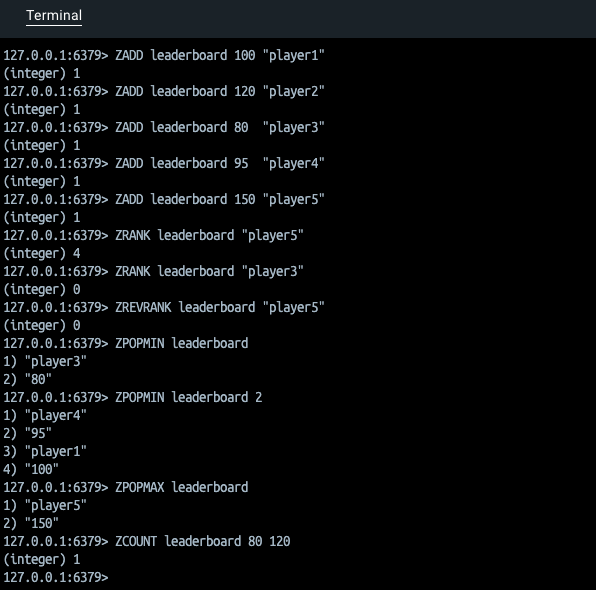 Terminal
127.0.0.1:6379> ZADD leaderboard 100 "player1"
(integer) 1
127.0.0.1:6379> ZADD leaderboard 120 "player2"
(integer) 1
127.0.0.1:6379> ZADD leaderboard 80  "player3"
(integer) 1
127.0.0.1:6379> ZADD leaderboard 95  "player4"
(integer) 1
127.0.0.1:6379> ZADD leaderboard 150 "player5"
(integer) 1
127.0.0.1:6379> ZRANK leaderboard "player5"
(integer) 4
127.0.0.1:6379> ZRANK leaderboard "player3"
(integer) 0
127.0.0.1:6379> ZREVRANK leaderboard "player5"
(integer) 0
127.0.0.1:6379> ZPOPMIN leaderboard
1) "player3"
2) "80"
127.0.0.1:6379> ZPOPMIN leaderboard 2
1) "player4"
2) "95"
3) "player1"
4) "100"
127.0.0.1:6379> ZPOPMAX leaderboard
1) "player5"
2) "150"
127.0.0.1:6379> ZCOUNT leaderboard 80 120
(integer) 1
127.0.0.1:6379>